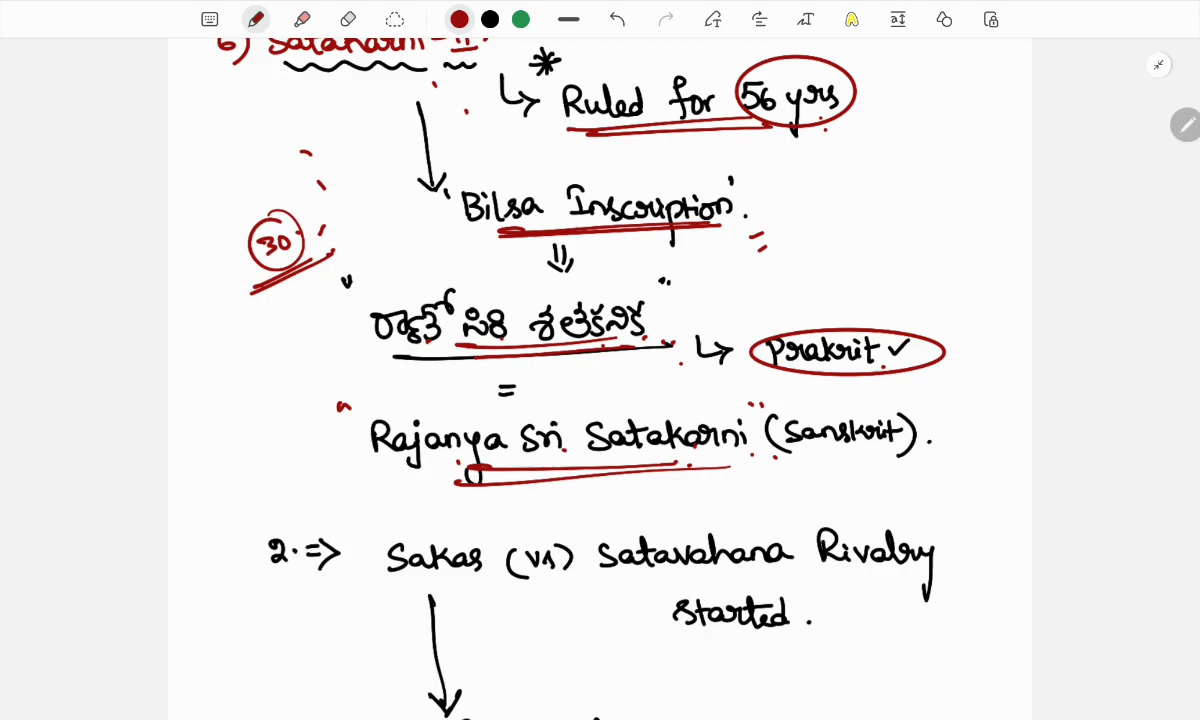 6) Satakarni - II
* ↳ Ruled for 56 yrs
'Bilsa Inscription'.
30
" సిరి శతకనిక " ↳ Prakrit ✓
=
"Rajanya Sri Satakarni" (Sanskrit).
2. ⇒ Sakas (vs) Satavahana Rivalry
started.